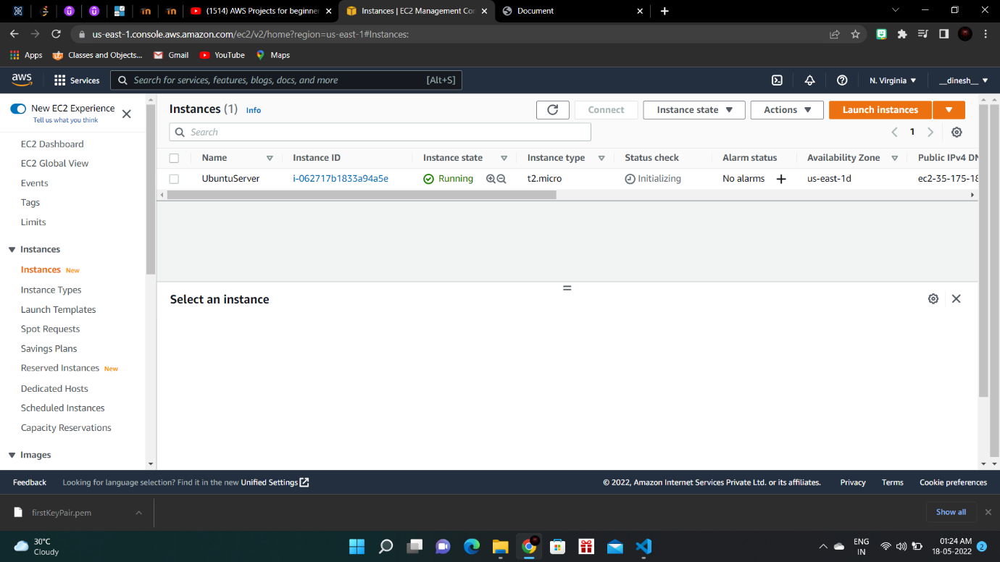 (1514) AWS Projects for beginner
Instances | EC2 Management Con
Document
us-east-1.console.aws.amazon.com/ec2/v2/home?region=us-east-1#Instances:
Apps
Classes and Objects...
Gmail
YouTube
Maps
aws
Services
Search for services, features, blogs, docs, and more
[Alt+S]
N. Virginia
__dinesh__
New EC2 Experience
Tell us what you think
EC2 Dashboard
EC2 Global View
Events
Tags
Limits
Instances
Instances New
Instance Types
Launch Templates
Spot Requests
Savings Plans
Reserved Instances New
Dedicated Hosts
Scheduled Instances
Capacity Reservations
Images
Instances (1) Info
Connect
Instance state
Actions
Launch instances
Search
1
Name Instance ID Instance state Instance type Status check Alarm status Availability Zone Public IPv4 DN
UbuntuServer i-062717b1833a94a5e Running t2.micro Initializing No alarms us-east-1d ec2-35-175-18
Select an instance
Feedback
Looking for language selection? Find it in the new Unified Settings
© 2022, Amazon Internet Services Private Ltd. or its affiliates.
Privacy
Terms
Cookie preferences
firstKeyPair.pem
Show all
30°C
Cloudy
ENG
IN
01:24 AM
18-05-2022
2